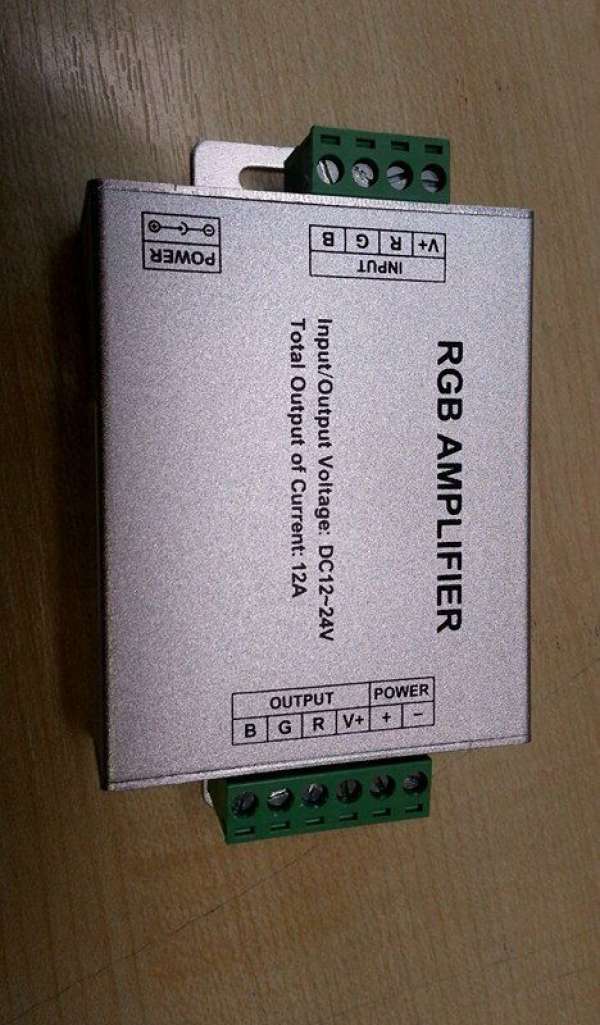 RGB AMPLIFIER
Input/Output Voltage: DC12~24V
Total Output of Current: 12A
POWER
INPUT
V+ R G B
OUTPUT POWER
B G R V+ + −